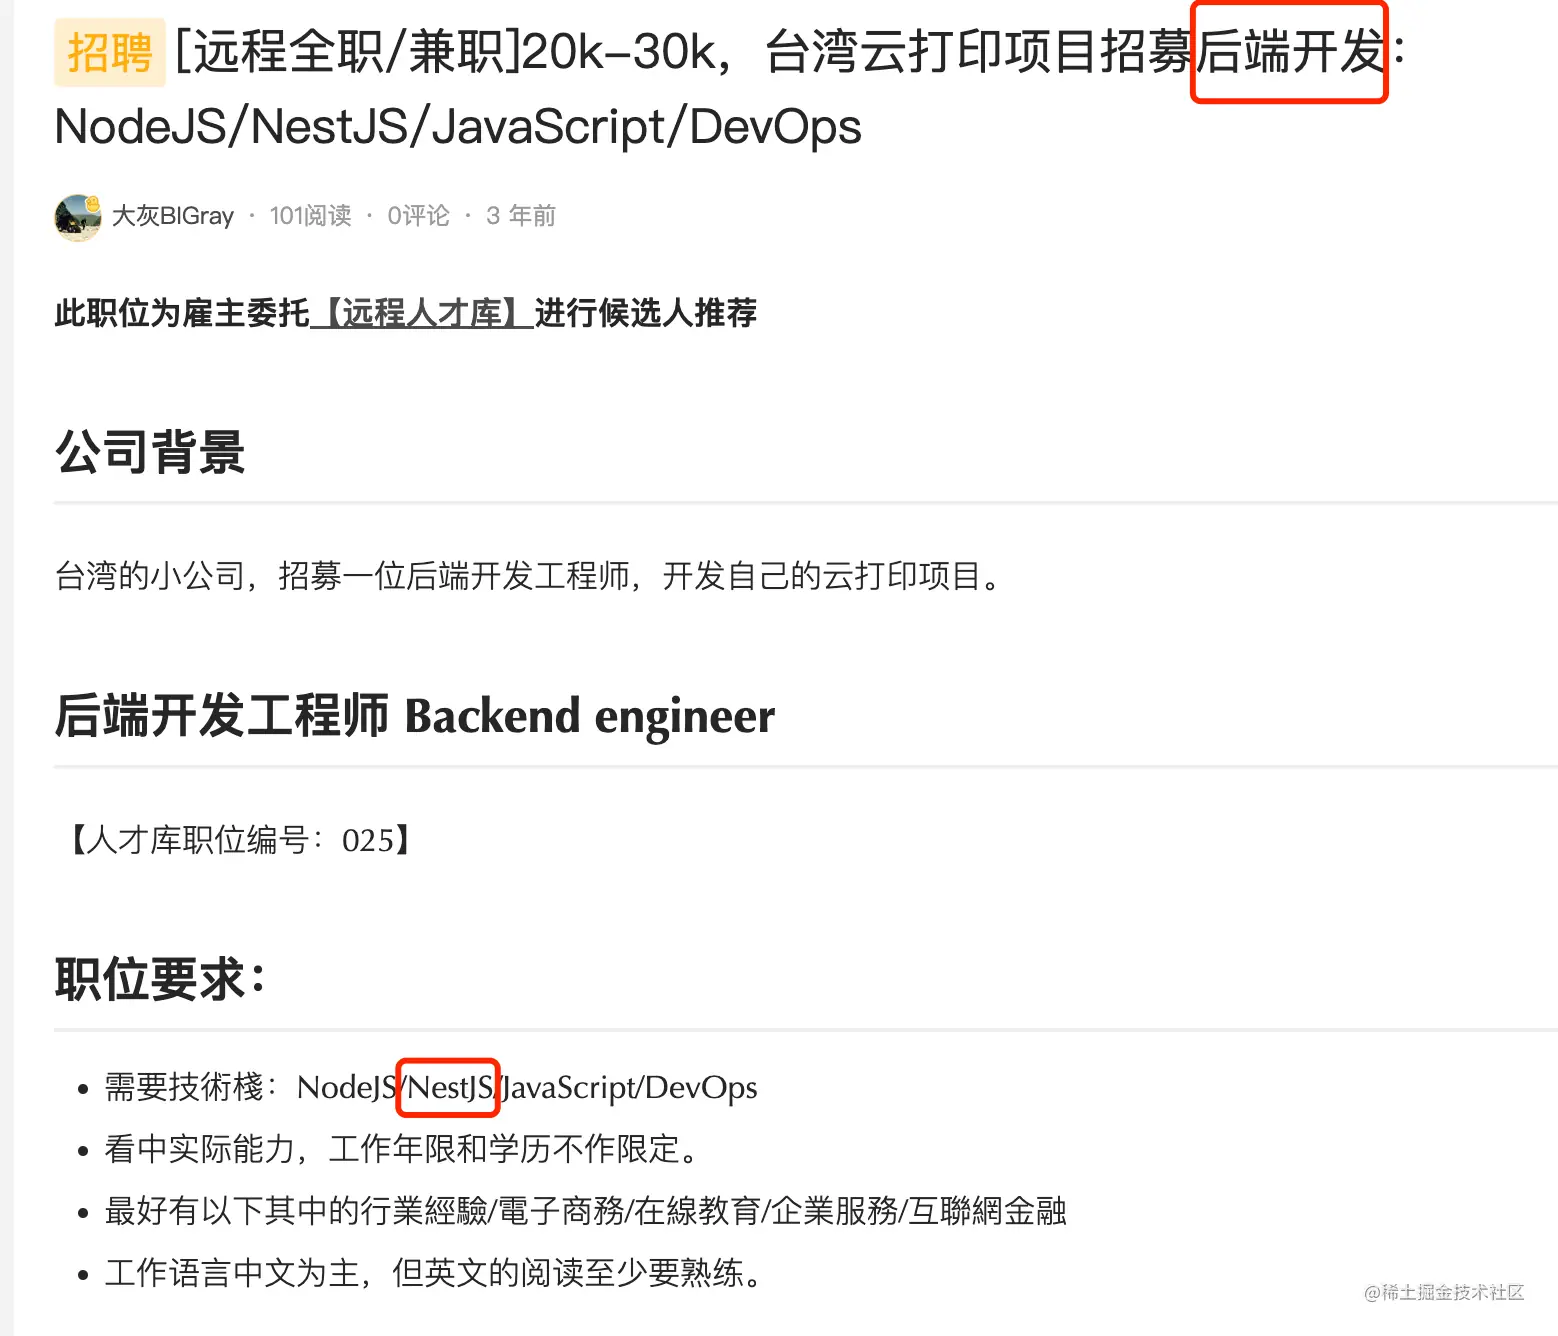 招聘 [远程全职/兼职]20k-30k，台湾云打印项目招募后端开发：
NodeJS/NestJS/JavaScript/DevOps
大灰BIGray · 101阅读 · 0评论 · 3 年前
此职位为雇主委托【远程人才库】进行候选人推荐
公司背景
台湾的小公司，招募一位后端开发工程师，开发自己的云打印项目。
后端开发工程师 Backend engineer
【人才库职位编号：025】
职位要求：
• 需要技術棧：NodeJS/NestJS/JavaScript/DevOps
• 看中实际能力，工作年限和学历不作限定。
• 最好有以下其中的行業經驗/電子商務/在線教育/企業服務/互聯網金融
• 工作语言中文为主，但英文的阅读至少要熟练。
@稀土掘金技术社区